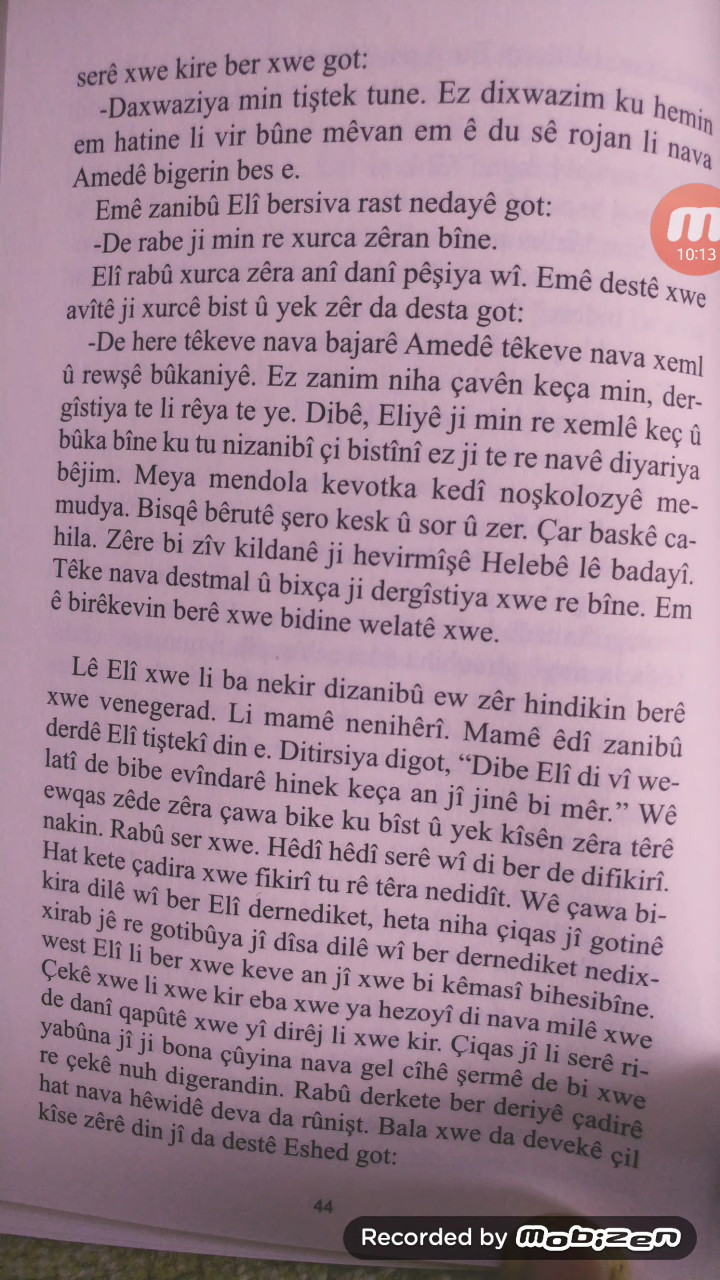 serê xwe kire ber xwe got:
-Daxwaziya min tiştek tune. Ez dixwazim ku hemin
em hatine li vir bûne mêvan em ê du sê rojan li nava
Amedê bigerin bes e.
Emê zanibû Elî bersiva rast nedayê got:
-De rabe ji min re xurca zêran bîne.
Elî rabû xurca zêra anî danî pêşiya wî. Emê destê xwe
avîtê ji xurcê bist û yek zêr da desta got:
-De here têkeve nava bajarê Amedê têkeve nava xeml
û rewşê bûkaniyê. Ez zanim niha çavên keça min, der-
gîstiya te li rêya te ye. Dibê, Eliyê ji min re xemlê keç û
bûka bîne ku tu nizanibî çi bistînî ez ji te re navê diyariya
bêjim. Meya mendola kevotka kedî noşkolozyê me-
mudya. Bisqê bêrutê şero kesk û sor û zer. Çar baskê ca-
hila. Zêre bi zîv kildanê ji hevirmîşê Helebê lê badayî.
Têke nava destmal û bixça ji dergîstiya xwe re bîne. Em
ê birêkevin berê xwe bidine welatê xwe.
Lê Elî xwe li ba nekir dizanibû ew zêr hindikin berê
xwe venegerad. Li mamê nenihêrî. Mamê êdî zanibû
derdê Elî tiştekî din e. Ditirsiya digot, “Dibe Elî di vî we-
latî de bibe evîndarê hinek keça an jî jinê bi mêr.” Wê
ewqas zêde zêra çawa bike ku bîst û yek kîsên zêra têrê
nakin. Rabû ser xwe. Hêdî hêdî serê wî di ber de difikirî.
Hat kete çadira xwe fikirî tu rê têra nedidît. Wê çawa bi-
kira dilê wî ber Elî dernediket, heta niha çiqas jî gotinê
xirab jê re gotibûya jî dîsa dilê wî ber dernediket nedix-
west Elî li ber xwe keve an jî xwe bi kêmasî bihesibîne.
Çekê xwe li xwe kir eba xwe ya hezoyî di nava milê xwe
de danî qapûtê xwe yî dirêj li xwe kir. Çiqas jî li serê ri-
yabûna jî ji bona çûyina nava gel cîhê şermê de bi xwe
re çekê nuh digerandin. Rabû derkete ber deriyê çadirê
hat nava hêwidê deva da rûnişt. Bala xwe da devekê çil
kîse zêrê din jî da destê Eshed got:
44
m
10:13
Recorded by mobizen